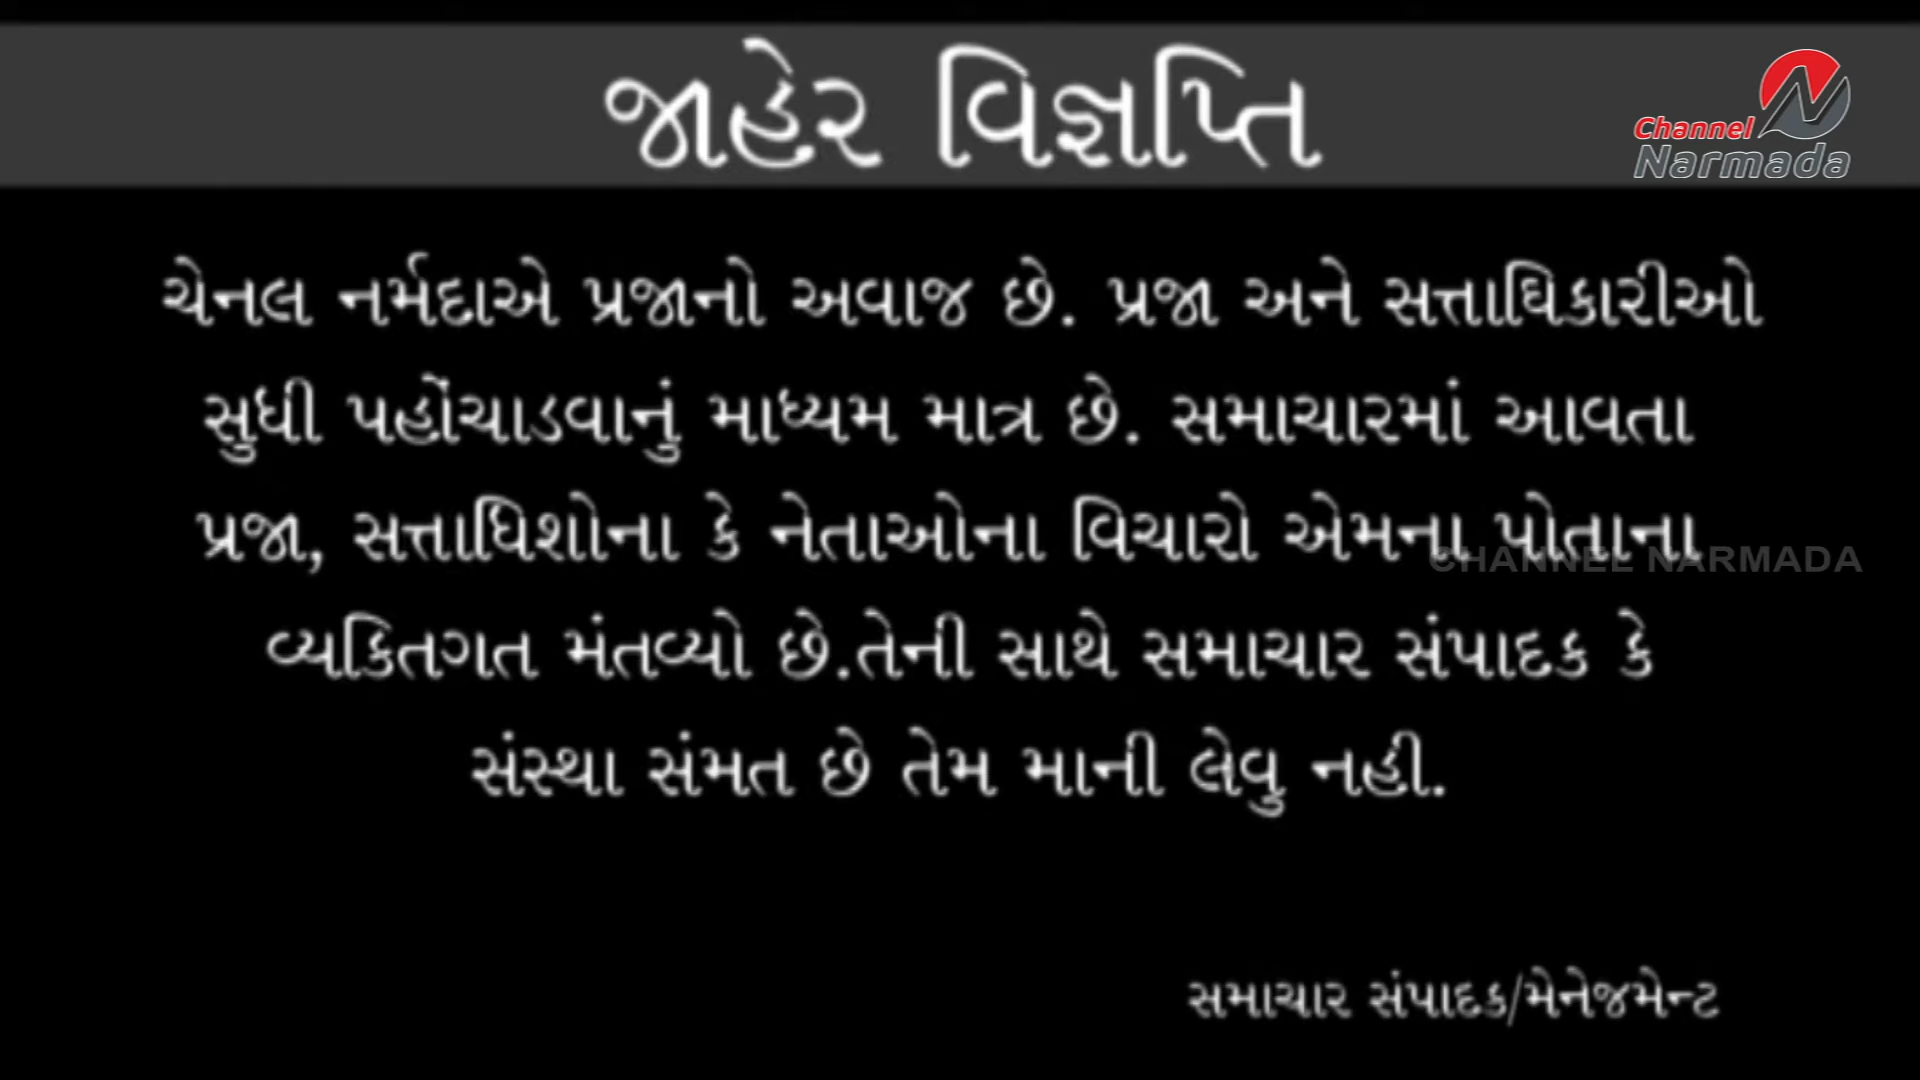 જાહેર વિજ્ઞપ્તિ
Channel
Narmada
ચેનલ નર્મદાએ પ્રજાનો અવાજ છે. પ્રજા અને સત્તાધિકારીઓ
સુધી પહોંચાડવાનું માધ્યમ માત્ર છે. સમાચારમાં આવતા
પ્રજા, સત્તાધિશોના કે નેતાઓના વિચારો એમના પોતાના
CHANNEL NARMADA
વ્યકિતગત મંતવ્યો છે.તેની સાથે સમાચાર સંપાદક કે
સંસ્થા સંમત છે તેમ માની લેવુ નહી.
સમાચાર સંપાદક/મેનેજમેન્ટ